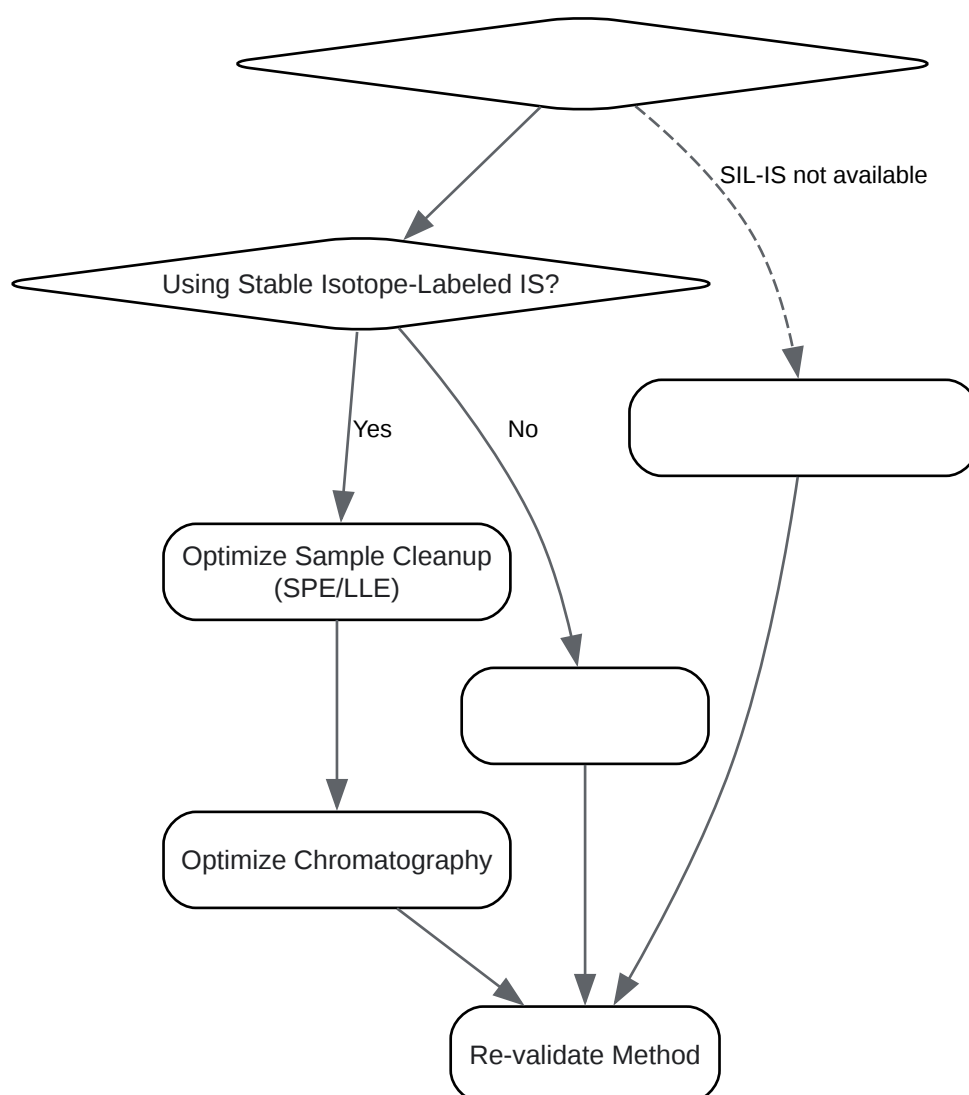 SIL-IS not available
Using Stable Isotope-Labeled IS?
Yes
No
Optimize Sample Cleanup
(SPE/LLE)
Optimize Chromatography
Re-validate Method